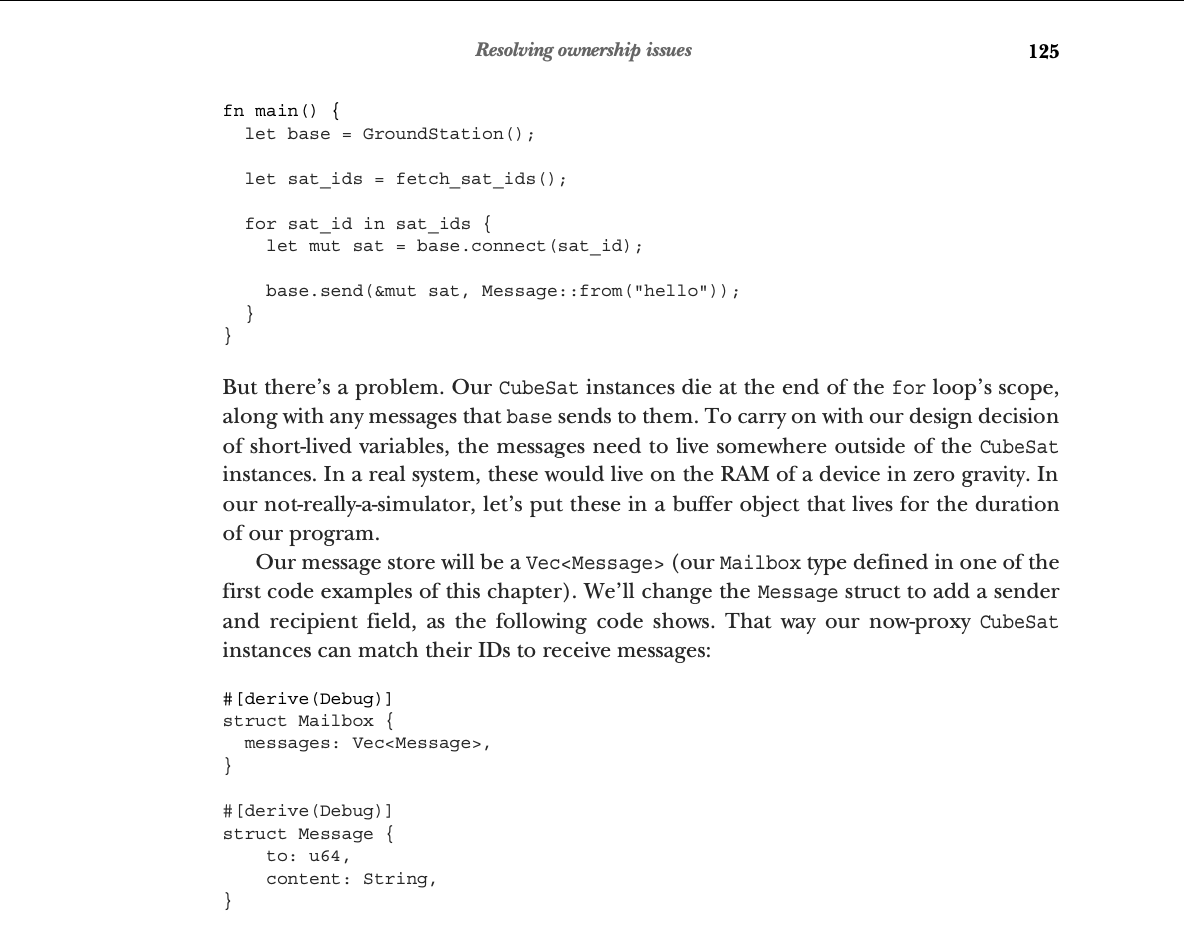 Resolving ownership issues 125
fn main() {
  let base = GroundStation();

  let sat_ids = fetch_sat_ids();

  for sat_id in sat_ids {
    let mut sat = base.connect(sat_id);

    base.send(&mut sat, Message::from("hello"));
  }
}
But there’s a problem. Our CubeSat instances die at the end of the for loop’s scope,
along with any messages that base sends to them. To carry on with our design decision
of short-lived variables, the messages need to live somewhere outside of the CubeSat
instances. In a real system, these would live on the RAM of a device in zero gravity. In
our not-really-a-simulator, let’s put these in a buffer object that lives for the duration
of our program.
Our message store will be a Vec<Message> (our Mailbox type defined in one of the
first code examples of this chapter). We’ll change the Message struct to add a sender
and recipient field, as the following code shows. That way our now-proxy CubeSat
instances can match their IDs to receive messages:
#[derive(Debug)]
struct Mailbox {
  messages: Vec<Message>,
}

#[derive(Debug)]
struct Message {
    to: u64,
    content: String,
}